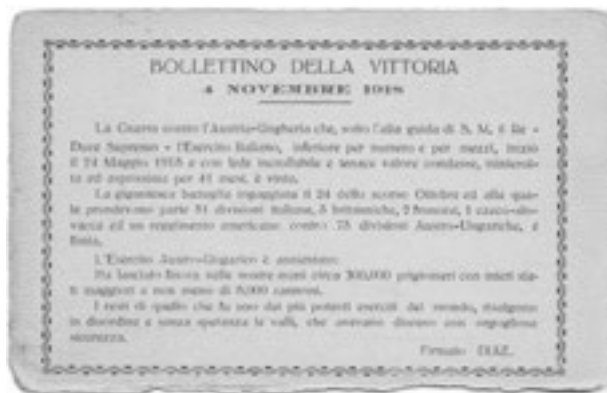 BOLLETTINO DELLA VITTORIA
4 NOVEMBRE 1918
La Guerra contro l'Austria-Ungheria che, sotto l'alta guida di S. M. il Re -
Duce Supremo - l'Esercito Italiano, inferiore per numero e per mezzi, iniziò
il 24 Maggio 1915 e con fede incrollabile e tenace valore condusse, ininterrot-
ta ed asprissima per 41 mesi, è vinta.
La gigantesca battaglia ingaggiata il 24 dello scorso Ottobre ed alla qua-
le prendevano parte 51 divisioni italiane, 3 britanniche, 2 francesi, 1 czeco-slo-
vacca ed un reggimento americano contro 73 divisioni Austro-Ungariche, è
finita.
L'Esercito Austro-Ungarico è annientato:
Ha lasciato finora nelle nostre mani circa 300,000 prigionieri con interi sta-
ti maggiori e non meno di 5,000 cannoni.
I resti di quello che fu uno dei più potenti eserciti del mondo, risalgono
in disordine e senza speranza le valli, che avevano disceso con orgogliosa
sicurezza.
Firmato DIAZ.